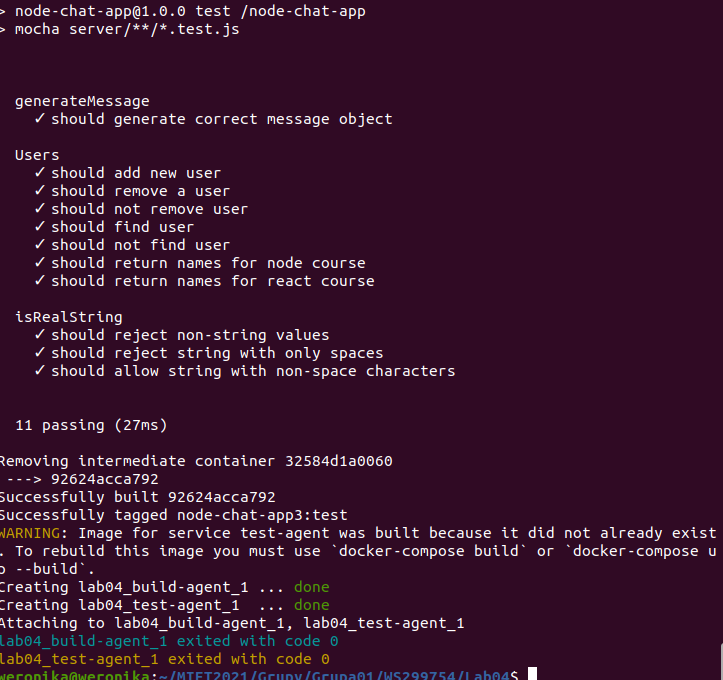 > node-chat-app@1.0.0 test /node-chat-app
> mocha server/**/*.test.js
generateMessage
✓ should generate correct message object
Users
✓ should add new user
✓ should remove a user
✓ should not remove user
✓ should find user
✓ should not find user
✓ should return names for node course
✓ should return names for react course
isRealString
✓ should reject non-string values
✓ should reject string with only spaces
✓ should allow string with non-space characters
11 passing (27ms)
Removing intermediate container 32584d1a0060
---> 92624acca792
Successfully built 92624acca792
Successfully tagged node-chat-app3:test
WARNING: Image for service test-agent was built because it did not already exist
. To rebuild this image you must use `docker-compose build` or `docker-compose u
p --build`.
Creating lab04_build-agent_1 ... done
Creating lab04_test-agent_1  ... done
Attaching to lab04_build-agent_1, lab04_test-agent_1
lab04_build-agent_1 exited with code 0
lab04_test-agent_1 exited with code 0
weronika@weronika:~/MIFT2021/Grupy/Grupa01/WS299754/Lab04$